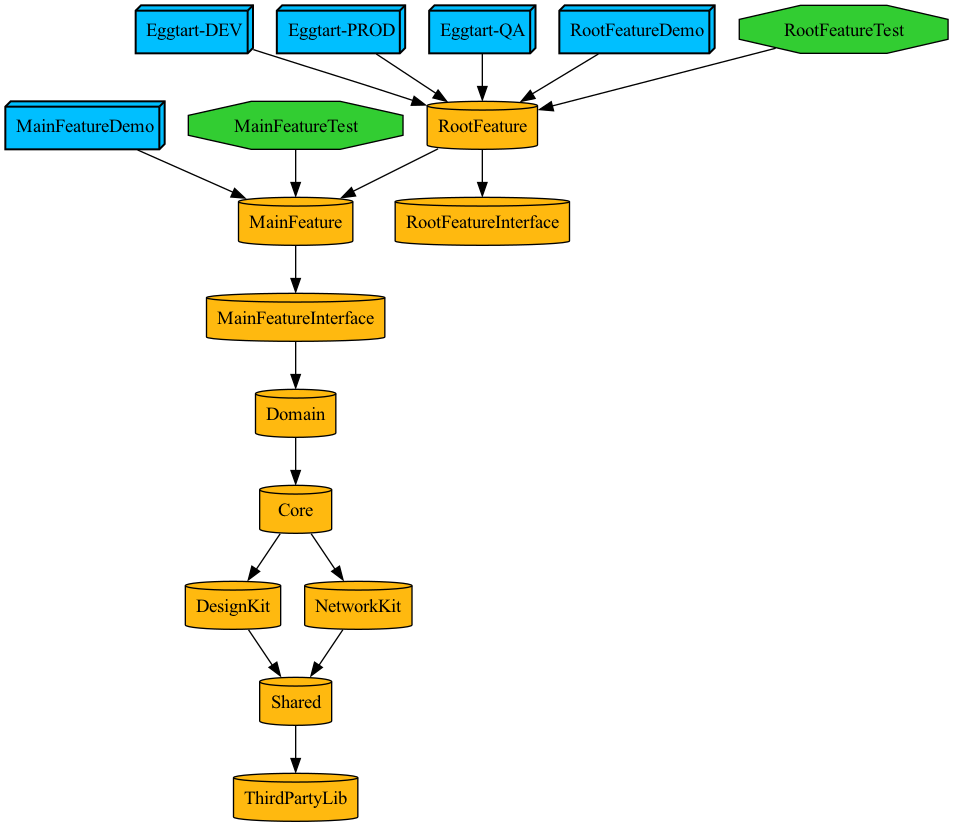 Eggtart-DEV
Eggtart-PROD
Eggtart-QA
RootFeatureDemo
RootFeatureTest
MainFeatureDemo
MainFeatureTest
RootFeature
MainFeature
RootFeatureInterface
MainFeatureInterface
Domain
Core
DesignKit
NetworkKit
Shared
ThirdPartyLib